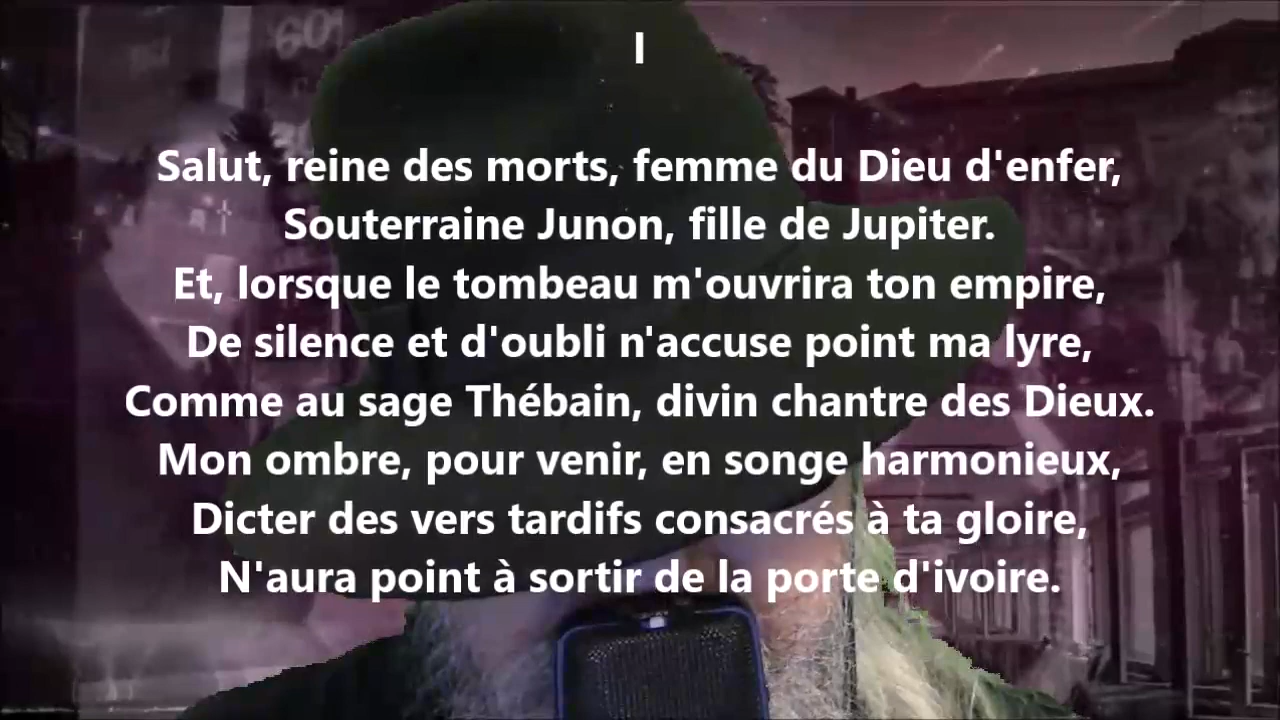 601
I
Salut, reine des morts, femme du Dieu d'enfer,
Souterraine Junon, fille de Jupiter.
Et, lorsque le tombeau m'ouvrira ton empire,
De silence et d'oubli n'accuse point ma lyre,
Comme au sage Thébain, divin chantre des Dieux.
Mon ombre, pour venir, en songe harmonieux,
Dicter des vers tardifs consacrés à ta gloire,
N'aura point à sortir de la porte d'ivoire.